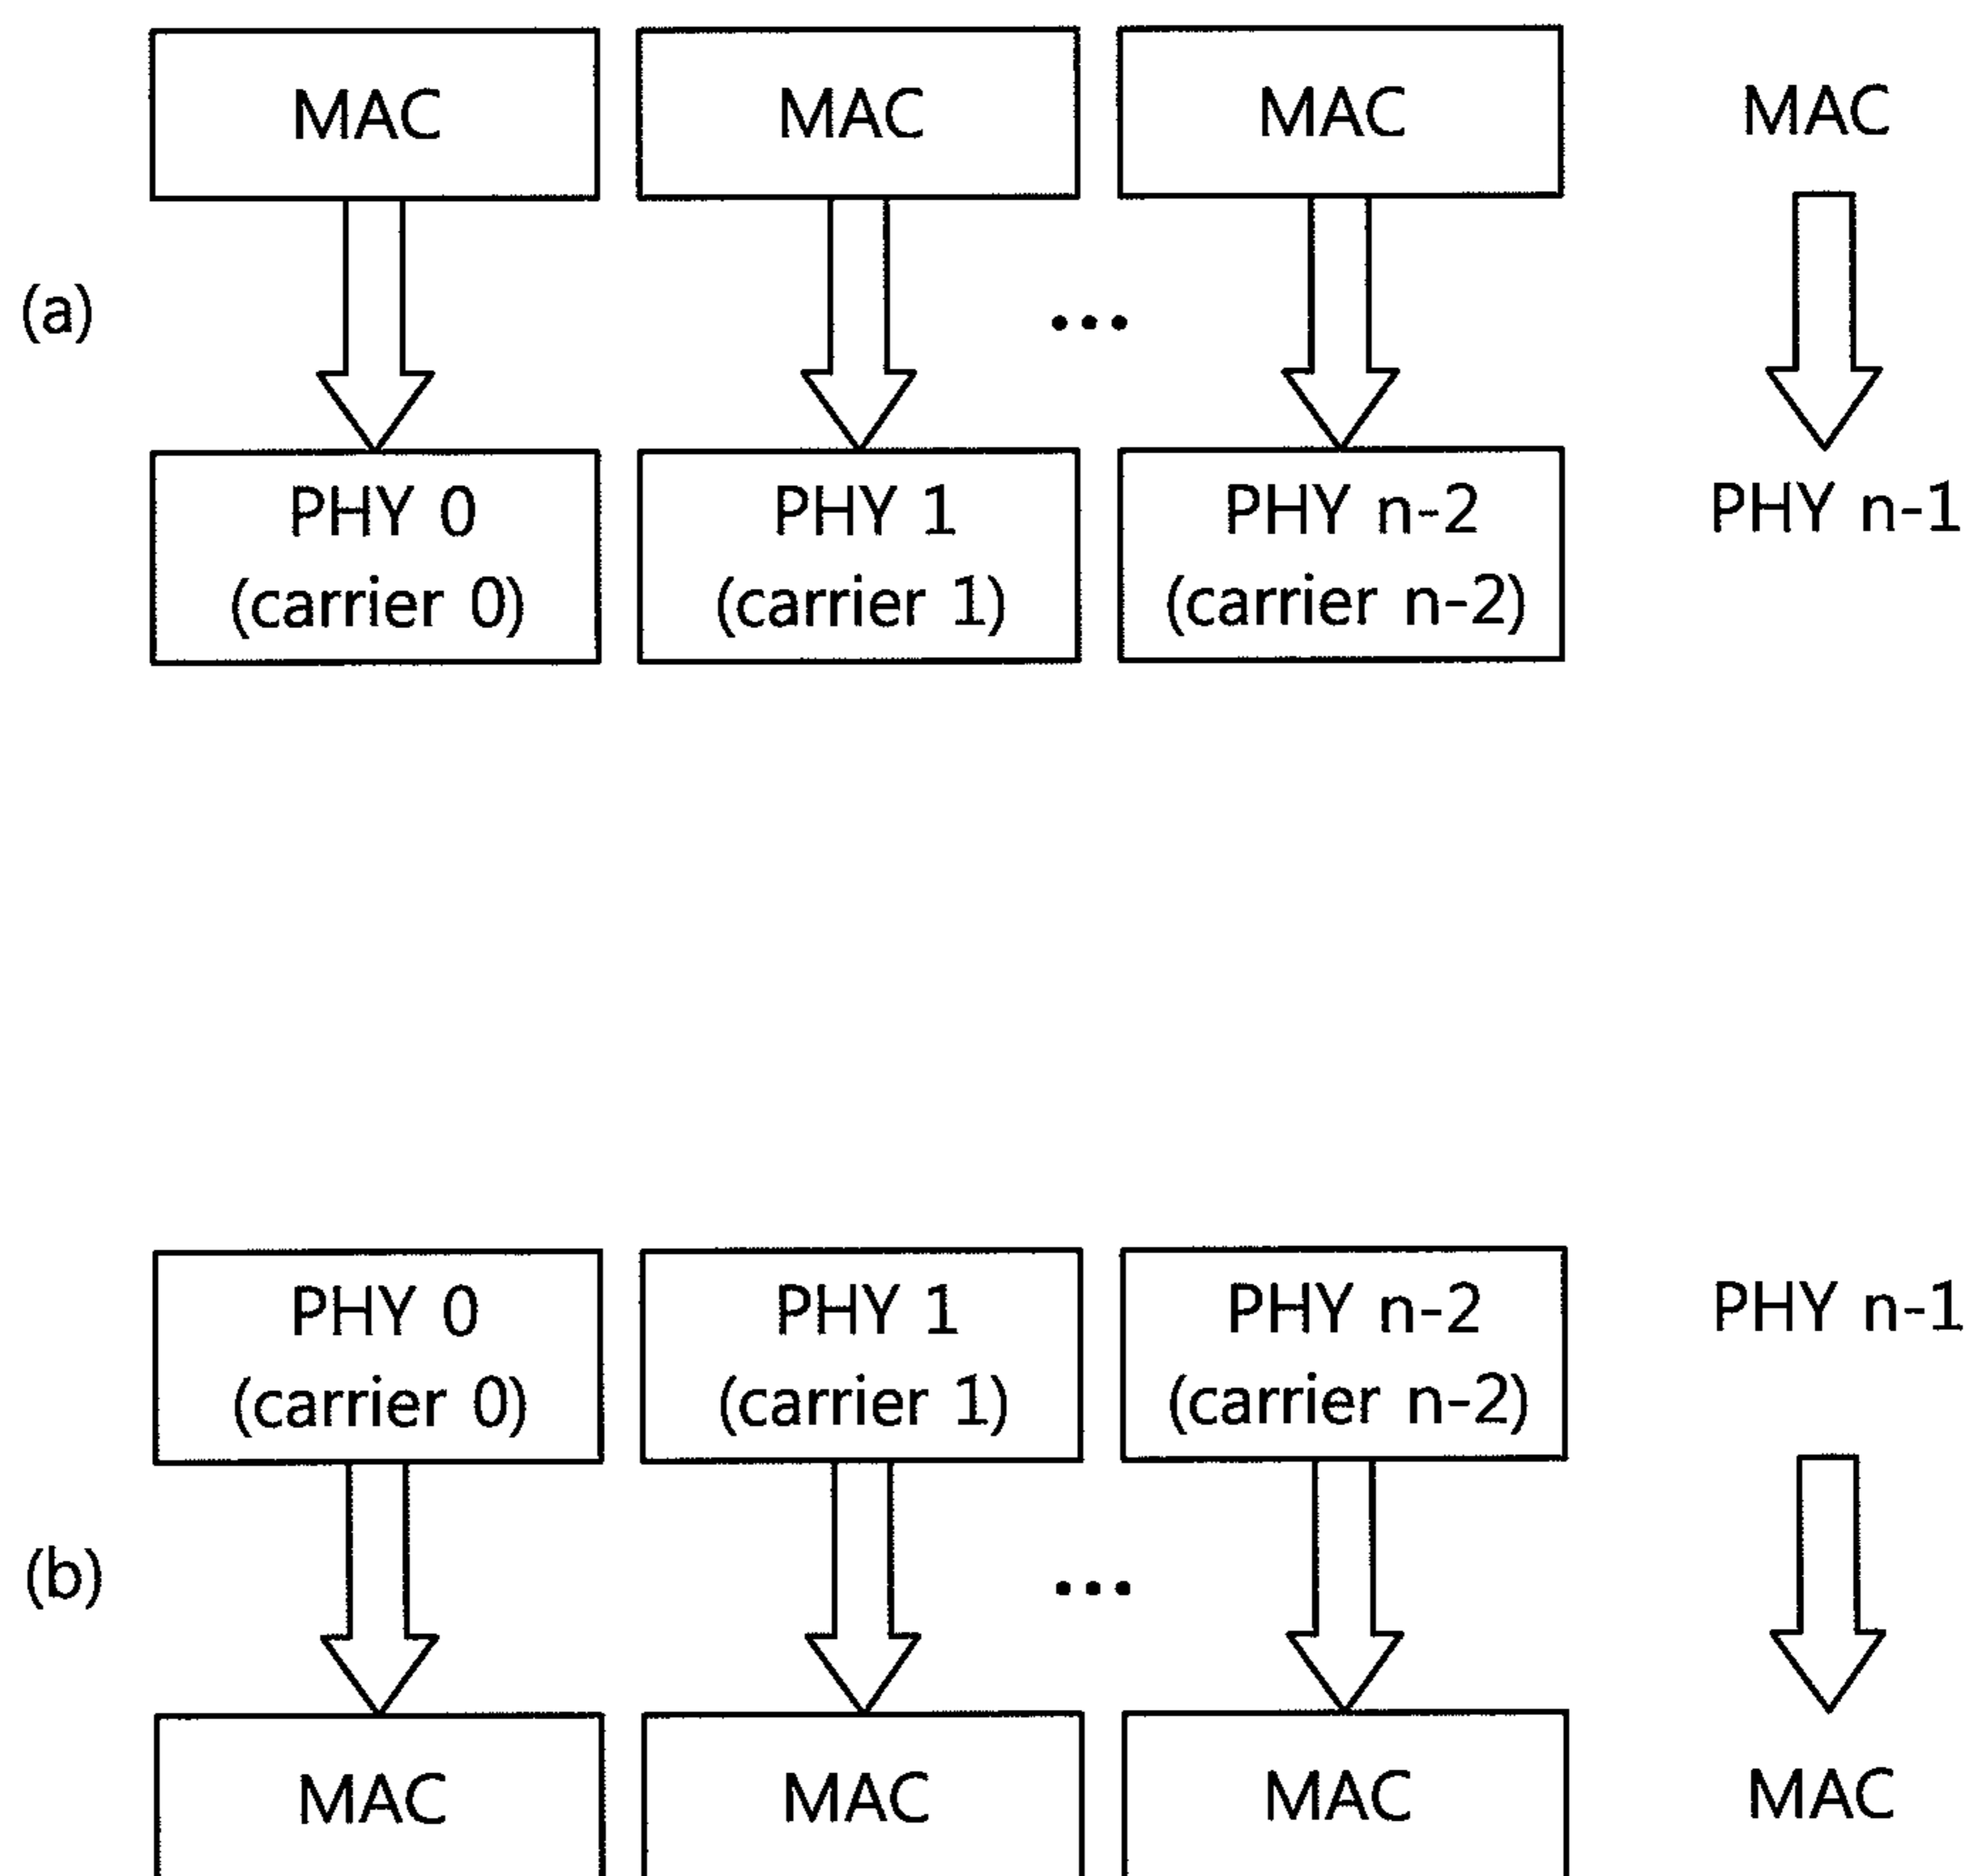 MAC MAC MAC MAC
(a)
...
PHY 0 PHY 1 PHY n-2 PHY n-1
(carrier 0) (carrier 1) (carrier n-2)
PHY 0 PHY 1 PHY n-2 PHY n-1
(carrier 0) (carrier 1) (carrier n-2)
(b)
...
MAC MAC MAC MAC